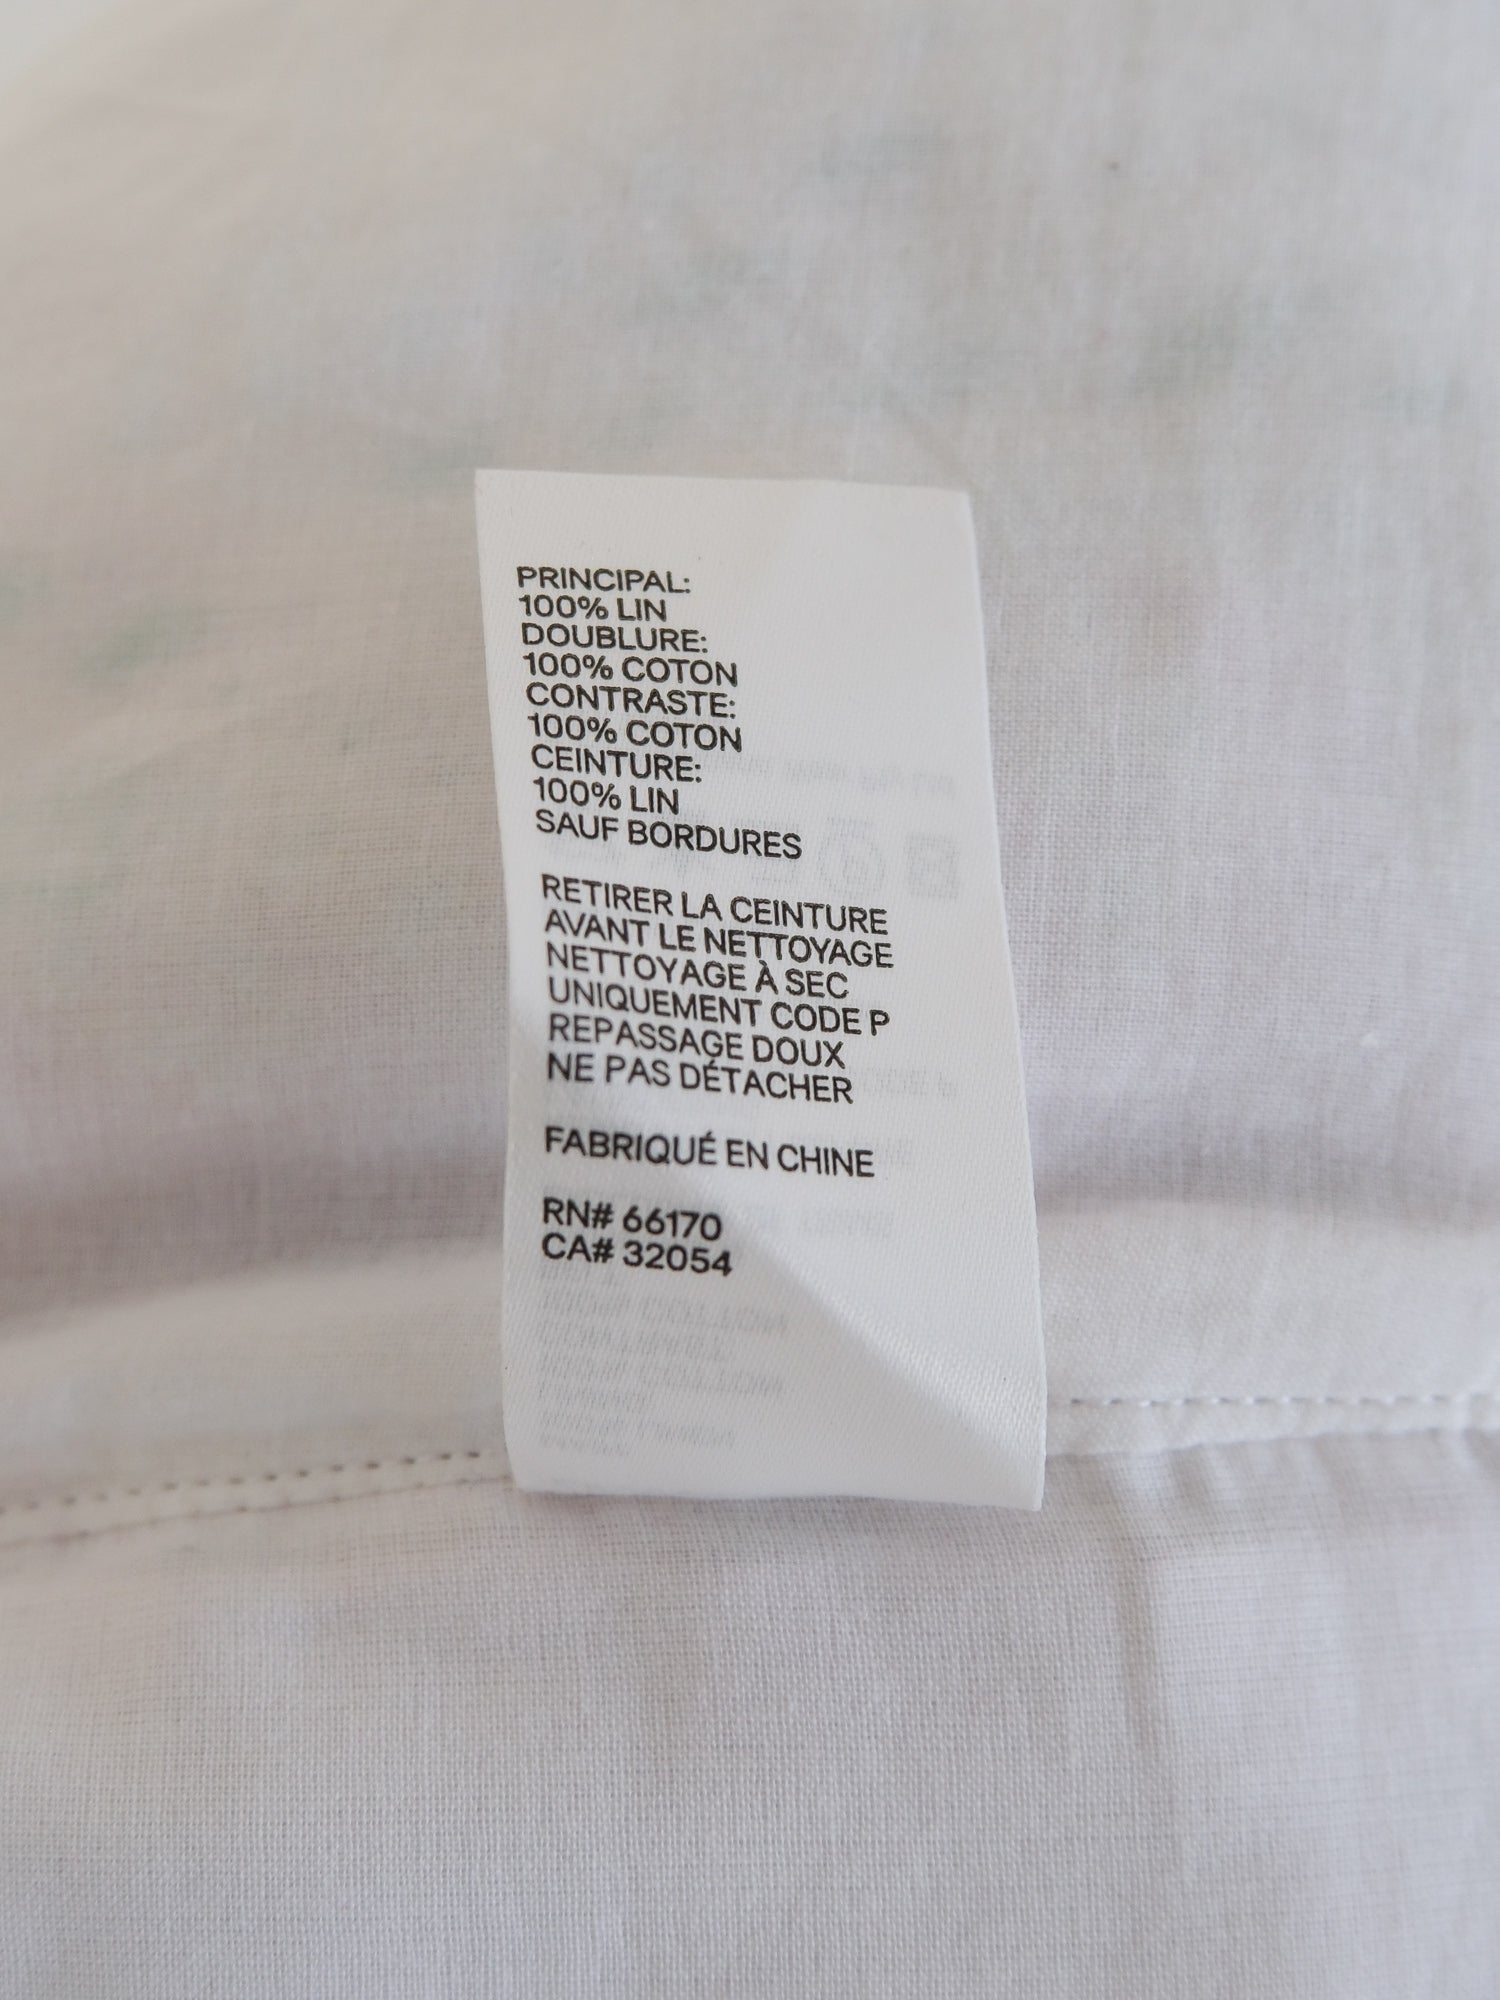 PRINCIPAL:
100% LIN
DOUBLURE:
100% COTON
CONTRASTE:
100% COTON
CEINTURE:
100% LIN
SAUF BORDURES
RETIRER LA CEINTURE
AVANT LE NETTOYAGE
NETTOYAGE À SEC
UNIQUEMENT CODE P
REPASSAGE DOUX
NE PAS DÉTACHER
FABRIQUÉ EN CHINE
RN# 66170
CA# 32054